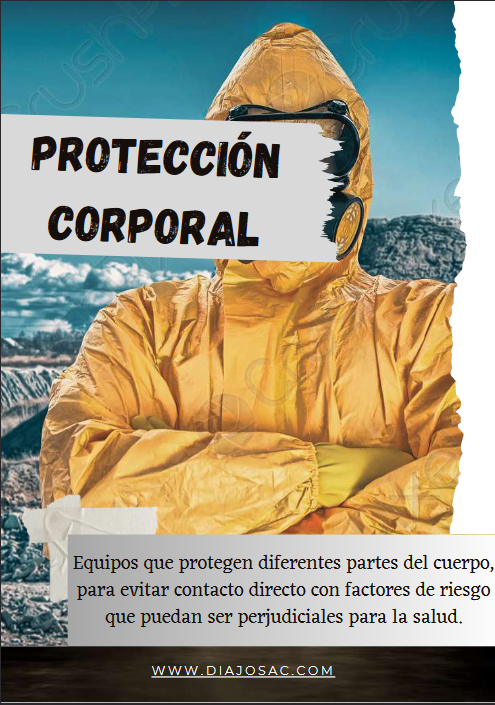 PROTECCIÓN
CORPORAL
Equipos que protegen diferentes partes del cuerpo,
para evitar contacto directo con factores de riesgo
que puedan ser perjudiciales para la salud.
WWW.DIAJOSAC.COM